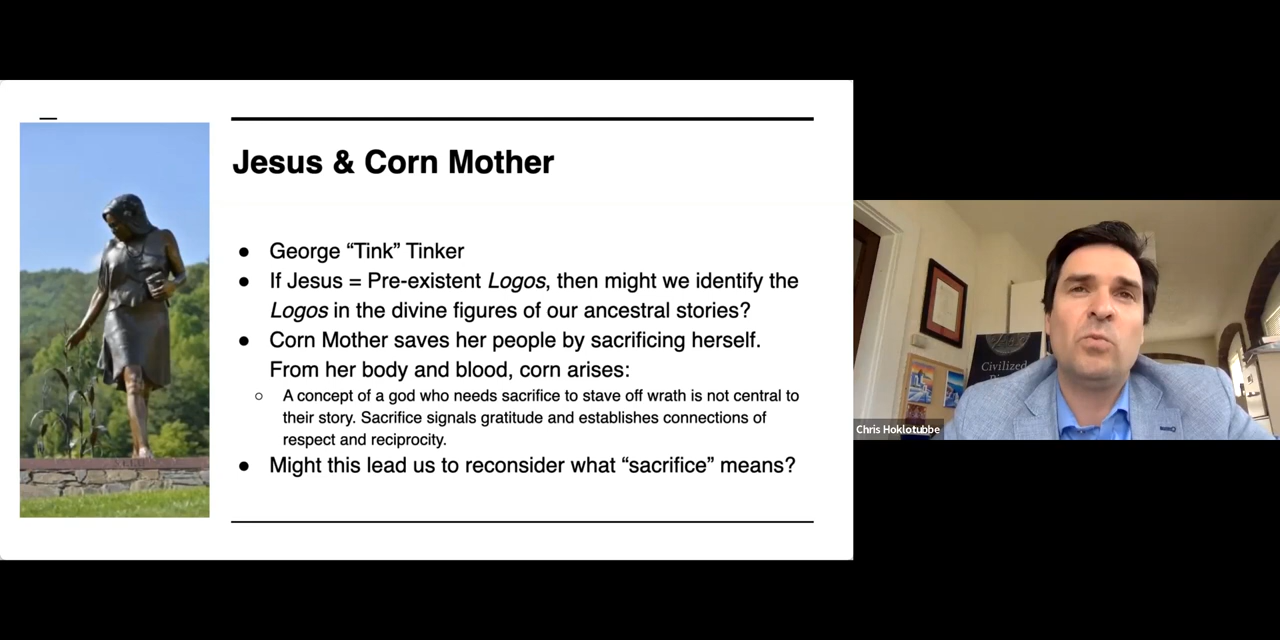 Jesus & Corn Mother
● George “Tink” Tinker
● If Jesus = Pre-existent Logos, then might we identify the
Logos in the divine figures of our ancestral stories?
● Corn Mother saves her people by sacrificing herself.
From her body and blood, corn arises:
○ A concept of a god who needs sacrifice to stave off wrath is not central to
their story. Sacrifice signals gratitude and establishes connections of
respect and reciprocity.
● Might this lead us to reconsider what “sacrifice” means?
Civilized
Chris Hoklotubbe